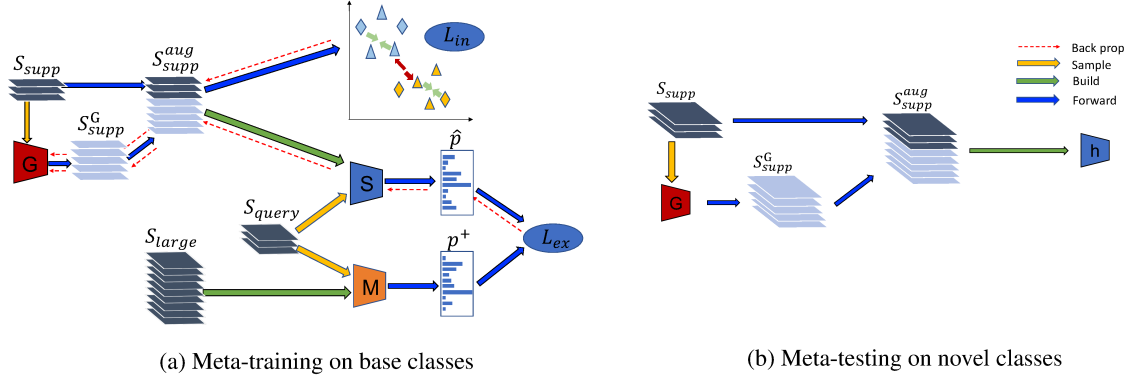 S_supp
S_supp^aug
L_in
G
S_supp^G
S
p̂
S_query
L_ex
S_large
M
p⁺
(a) Meta-training on base classes
Back prop
Sample
Build
Forward
S_supp
S_supp^aug
G
S_supp^G
h
(b) Meta-testing on novel classes